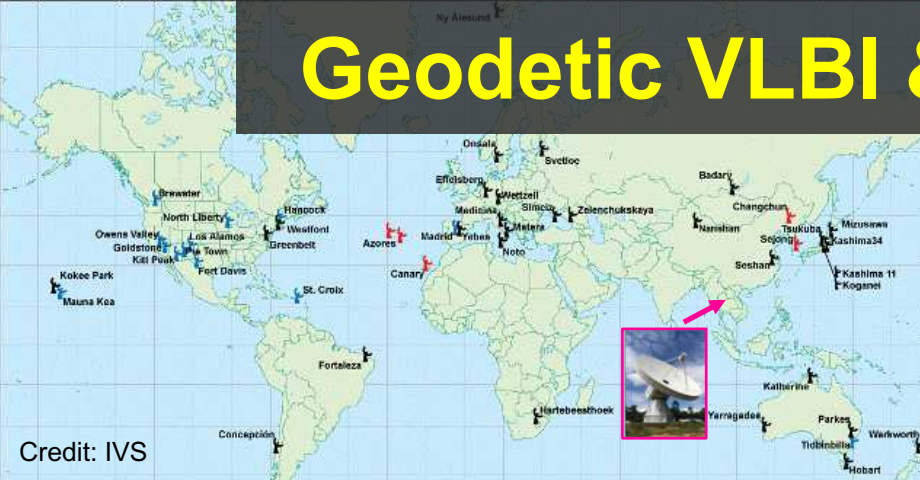 Ny Alesund
Geodetic VLBI &
Onsala
Svetloe
Effelsberg
Wettzell
Badary
Brewster
Medicina
Simeiz
Zelenchukskaya
Changchun
North Liberty
Hancock
Westford
Nanshan
Tsukuba
Mizusawa
Owens Valley
Los Alamos
Greenbelt
Azores
Madrid
Yebes
Matera
Sejong
Kashima34
Goldstone
Pie Town
Noto
Kitt Peak
Fort Davis
Canary
Seshan
Kashima 11
Kokee Park
Koganei
Mauna Kea
St. Croix
Fortaleza
Katherine
Hartebeesthoek
Yarragadee
Parkes
Concepción
Tidbinbilla
Warkworth
Credit: IVS
Hobart